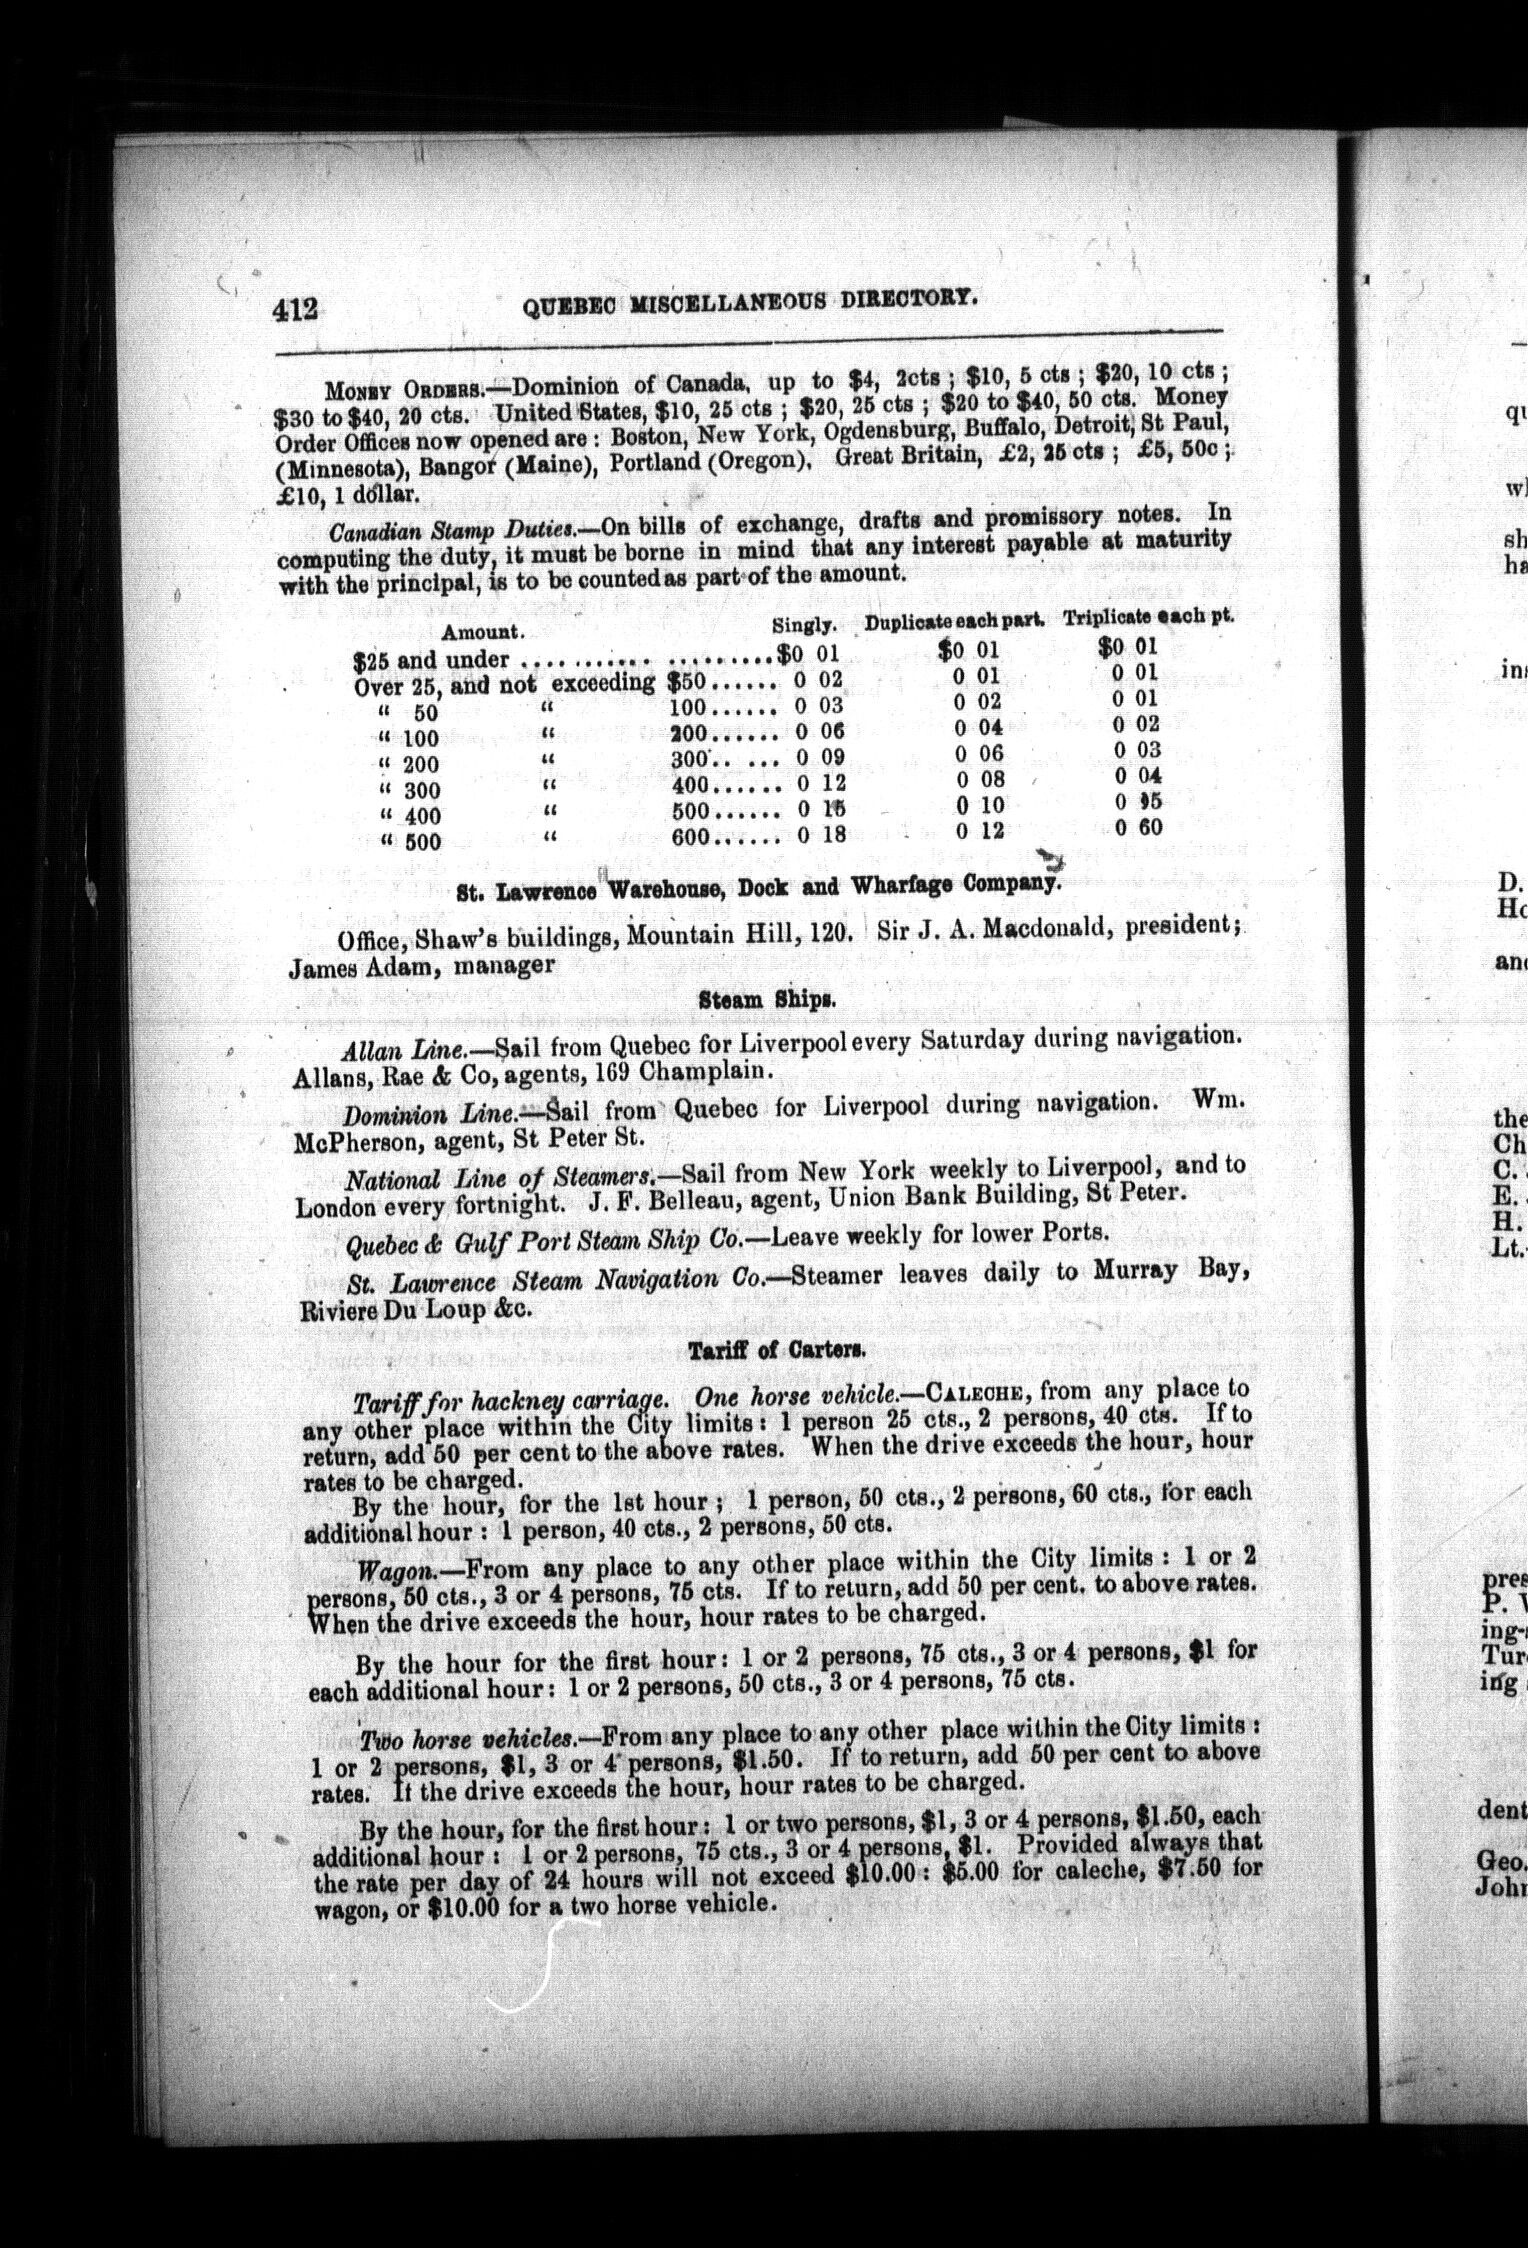 412 QUEBEC MISCELLANEOUS DIRECTORY.
MONEY ORDERS.—Dominion of Canada, up to $4, 2cts ; $10, 5 cts ; $20, 10 cts ;
$30 to $40, 20 cts. United States, $10, 25 cts ; $20, 25 cts ; $20 to $40, 50 cts. Money
Order Offices now opened are : Boston, New York, Ogdensburg, Buffalo, Detroit, St Paul,
(Minnesota), Bangor (Maine), Portland (Oregon). Great Britain, £2, 25 cts ; £5, 50c ;
£10, 1 dollar.
Canadian Stamp Duties.—On bills of exchange, drafts and promissory notes. In
computing the duty, it must be borne in mind that any interest payable at maturity
with the principal, is to be counted as part of the amount.
Amount. Singly. Duplicate each part. Triplicate each pt.
$25 and under .................... $0 01 $0 01 $0 01
Over 25, and not exceeding $50...... 0 02 0 01 0 01
“ 50 “ 100...... 0 03 0 02 0 01
“ 100 “ 200...... 0 06 0 04 0 02
“ 200 “ 300.. ... 0 09 0 06 0 03
“ 300 “ 400...... 0 12 0 08 0 04
“ 400 “ 500...... 0 15 0 10 0 05
“ 500 “ 600...... 0 18 0 12 0 60
St. Lawrence Warehouse, Dock and Wharfage Company.
Office, Shaw's buildings, Mountain Hill, 120. Sir J. A. Macdonald, president;
James Adam, manager
Steam Ships.
Allan Line.—Sail from Quebec for Liverpool every Saturday during navigation.
Allans, Rae & Co, agents, 169 Champlain.
Dominion Line.—Sail from Quebec for Liverpool during navigation. Wm.
McPherson, agent, St Peter St.
National Line of Steamers.—Sail from New York weekly to Liverpool, and to
London every fortnight. J. F. Belleau, agent, Union Bank Building, St Peter.
Quebec & Gulf Port Steam Ship Co.—Leave weekly for lower Ports.
St. Lawrence Steam Navigation Co.—Steamer leaves daily to Murray Bay,
Riviere Du Loup &c.
Tariff of Carters.
Tariff for hackney carriage. One horse vehicle.—CALECHE, from any place to
any other place within the City limits : 1 person 25 cts., 2 persons, 40 cts. If to
return, add 50 per cent to the above rates. When the drive exceeds the hour, hour
rates to be charged.
By the hour, for the 1st hour ; 1 person, 50 cts., 2 persons, 60 cts., for each
additional hour : 1 person, 40 cts., 2 persons, 50 cts.
Wagon.—From any place to any other place within the City limits : 1 or 2
persons, 50 cts., 3 or 4 persons, 75 cts. If to return, add 50 per cent. to above rates.
When the drive exceeds the hour, hour rates to be charged.
By the hour for the first hour : 1 or 2 persons, 75 cts., 3 or 4 persons, $1 for
each additional hour : 1 or 2 persons, 50 cts., 3 or 4 persons, 75 cts.
Two horse vehicles.—From any place to any other place within the City limits :
1 or 2 persons, $1, 3 or 4 persons, $1.50. If to return, add 50 per cent to above
rates. If the drive exceeds the hour, hour rates to be charged.
By the hour, for the first hour : 1 or two persons, $1, 3 or 4 persons, $1.50, each
additional hour : 1 or 2 persons, 75 cts., 3 or 4 persons, $1. Provided always that
the rate per day of 24 hours will not exceed $10.00 : $5.00 for caleche, $7.50 for
wagon, or $10.00 for a two horse vehicle.
D.
and
the
C.
E.
H.
Lt.
P.
Geo.
John